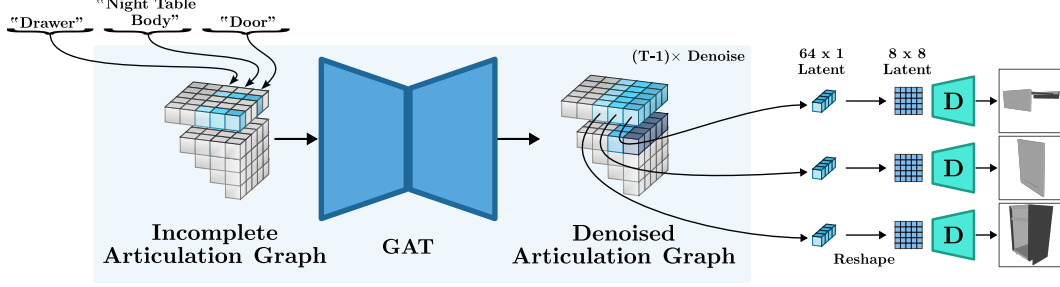 "Night Table
Body"
"Drawer"
"Door"
(T-1)× Denoise
64 x 1
Latent
8 x 8
Latent
D
D
D
Reshape
Incomplete
Articulation Graph
GAT
Denoised
Articulation Graph